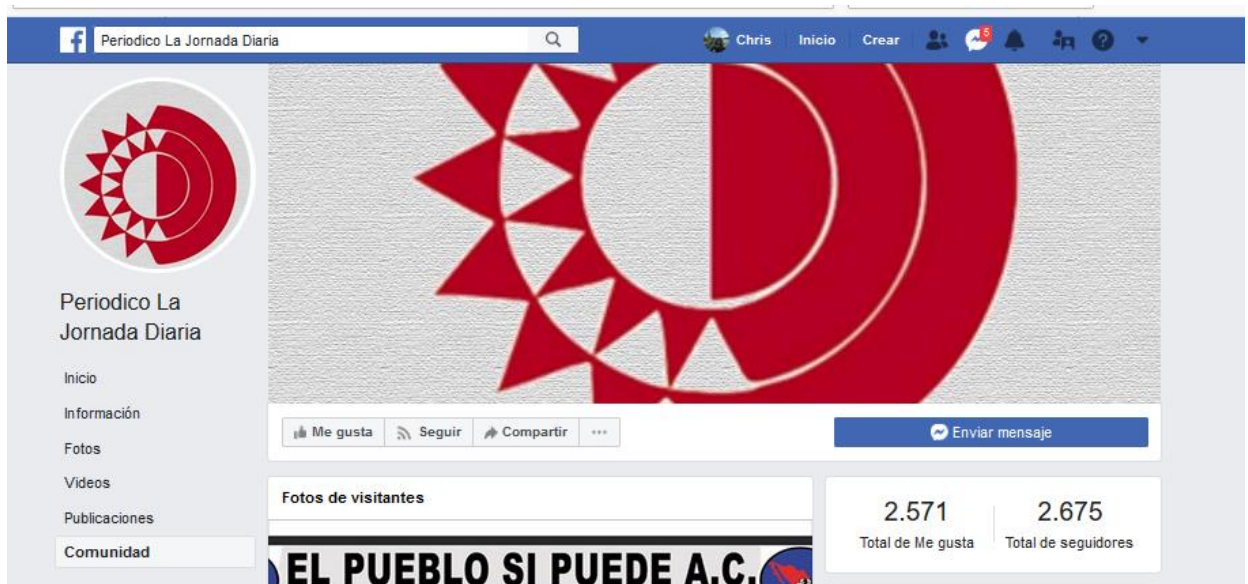 Periodico La Jornada Diaria
Chris Inicio Crear 5
Periodico La
Jornada Diaria
Inicio
Información
Fotos
Videos
Publicaciones
Comunidad
Me gusta Seguir Compartir ...
Enviar mensaje
Fotos de visitantes
EL PUEBLO SI PUEDE A.C.
2.571 2.675
Total de Me gusta Total de seguidores